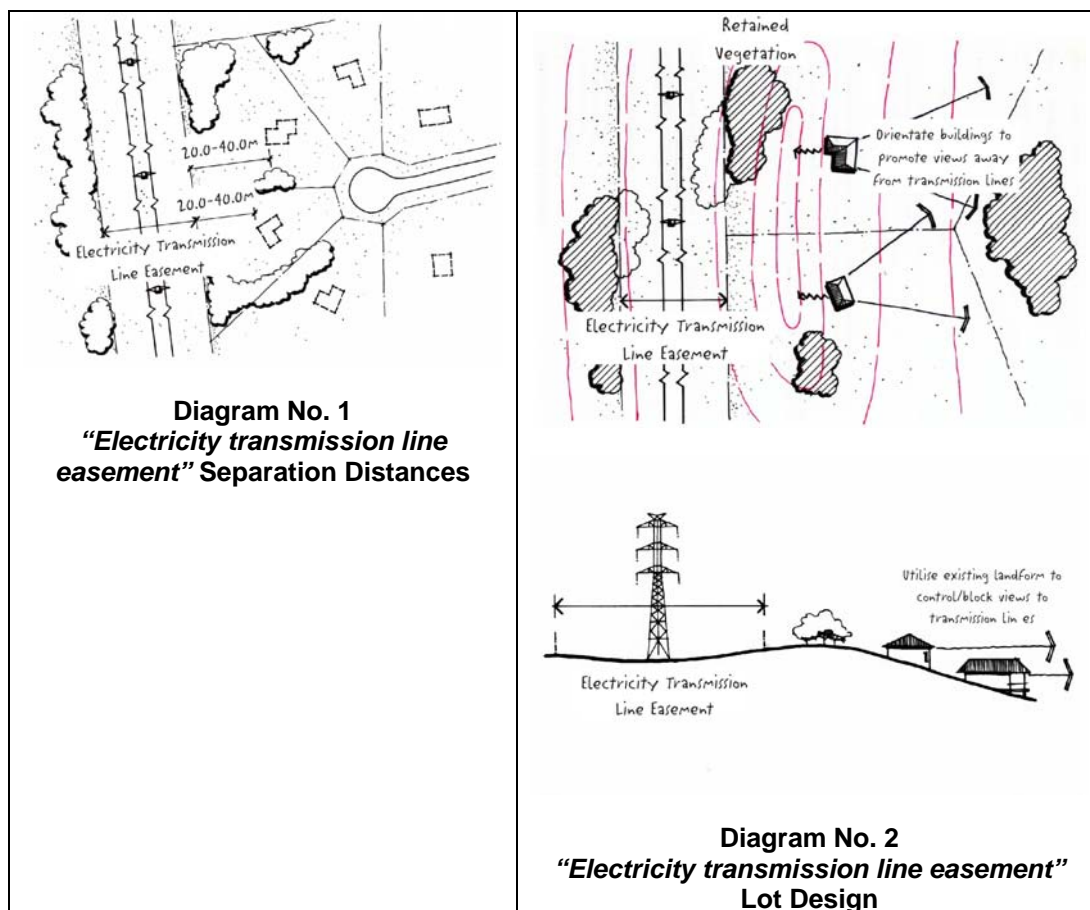 20.0-40.0m
20.0-40.0m
Electricity Transmission
Line Easement
Diagram No. 1
“Electricity transmission line
easement” Separation Distances
Retained
Vegetation
Orientate buildings to
promote views away
from transmission lines
Electricity Transmission
Line Easement
Utilise existing landform to
control/block views to
transmission lin es
Electricity Transmission
Line Easement
Diagram No. 2
“Electricity transmission line easement”
Lot Design